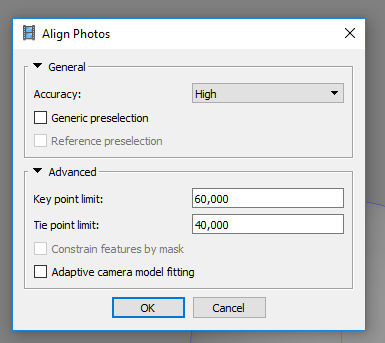 Align Photos
General
Accuracy: High
Generic preselection
Reference preselection
Advanced
Key point limit: 60,000
Tie point limit: 40,000
Constrain features by mask
Adaptive camera model fitting
OK Cancel